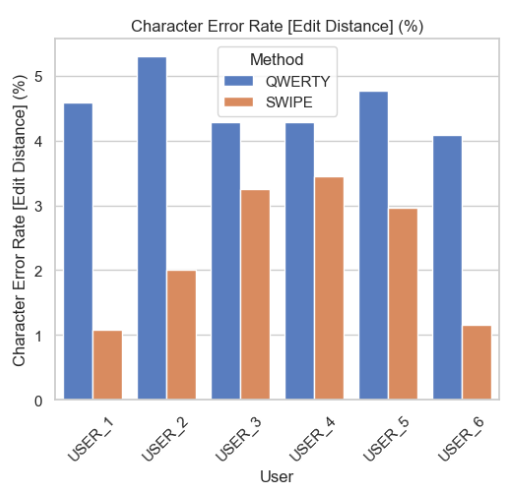 Character Error Rate [Edit Distance] (%)
Character Error Rate [Edit Distance] (%)
Method
QWERTY
SWIPE
5
4
3
2
1
0
USER_1 USER_2 USER_3 USER_4 USER_5 USER_6
User